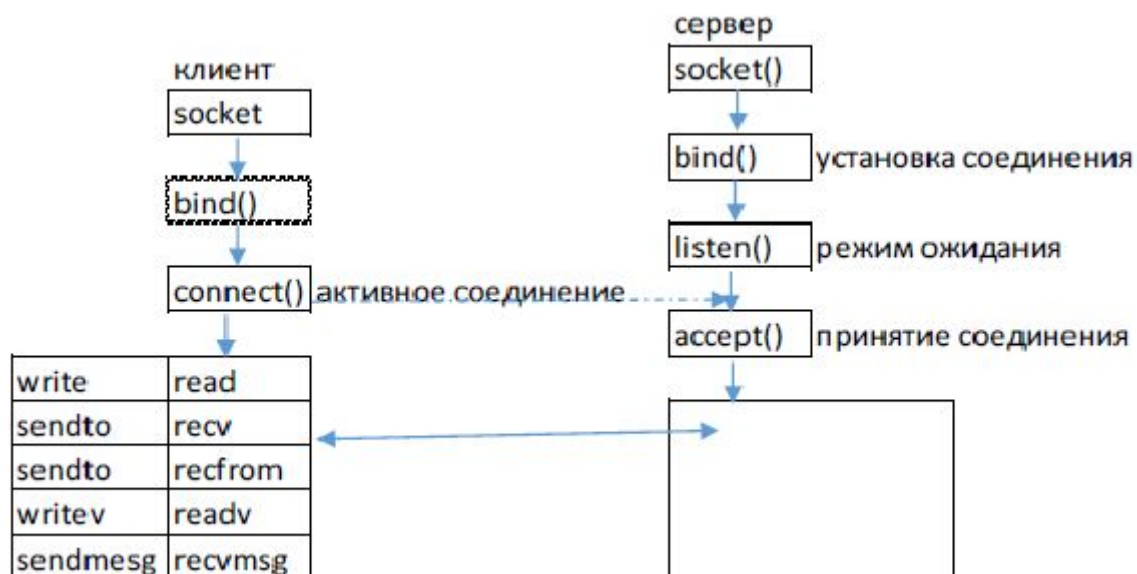 сервер
клиент
socket()
socket
bind() установка соединения
bind()
listen() режим ожидания
connect() активное соединение
accept() принятие соединения
write read
sendto recv
sendto recfrom
writev readv
sendmesg recvmsg